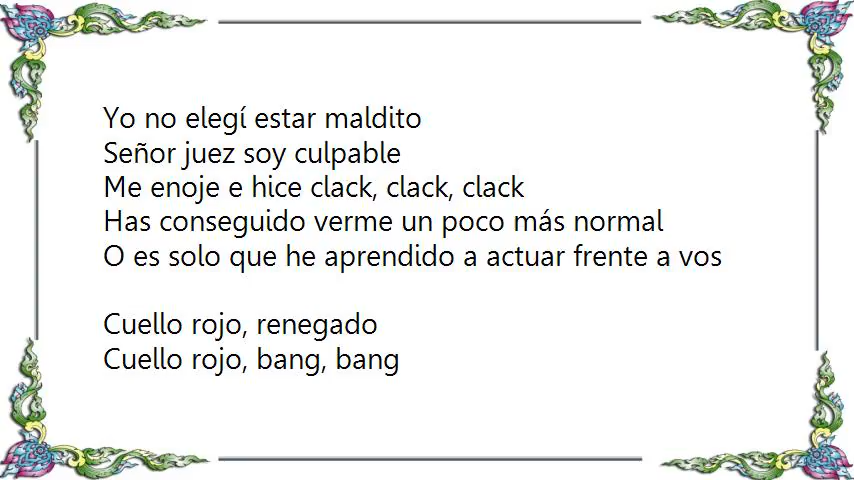 Yo no elegí estar maldito
Señor juez soy culpable
Me enoje e hice clack, clack, clack
Has conseguido verme un poco más normal
O es solo que he aprendido a actuar frente a vos
Cuello rojo, renegado
Cuello rojo, bang, bang